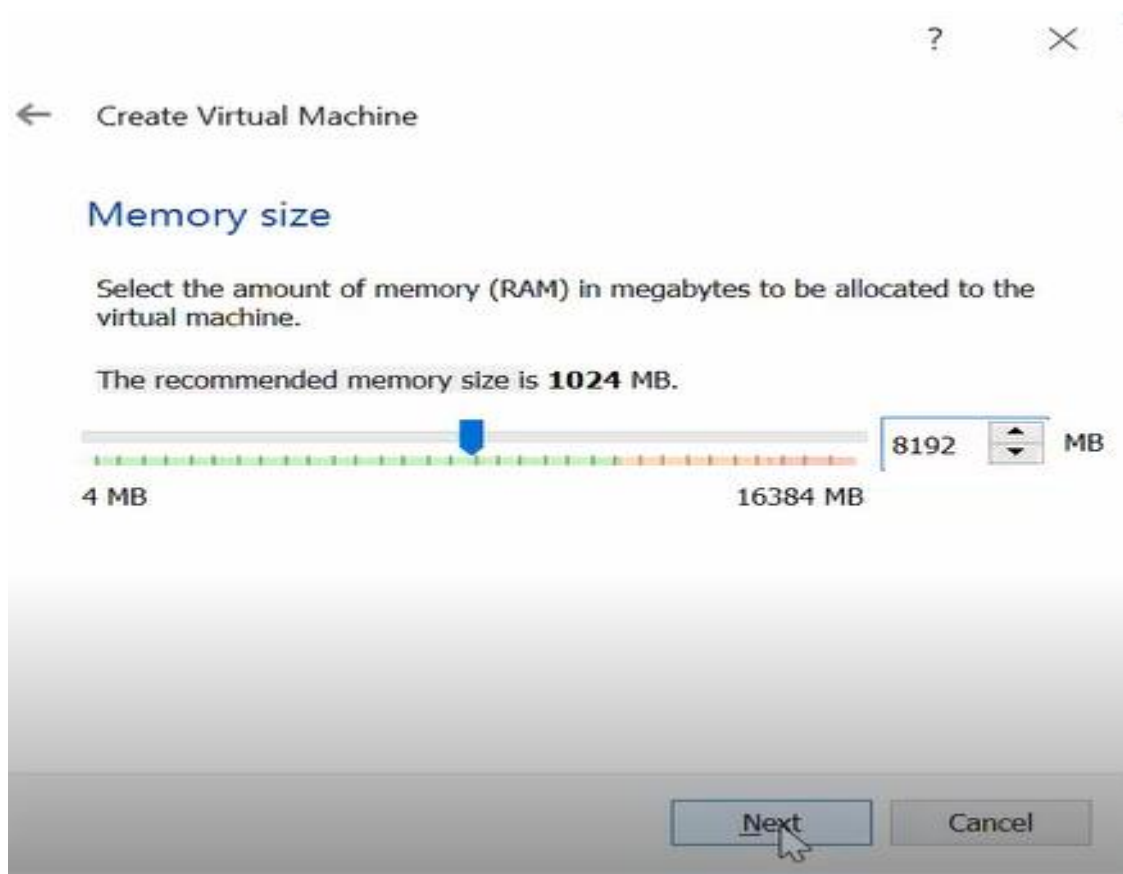 ?
Create Virtual Machine
Memory size
Select the amount of memory (RAM) in megabytes to be allocated to the
virtual machine.
The recommended memory size is 1024 MB.
8192 MB
4 MB 16384 MB
Next Cancel